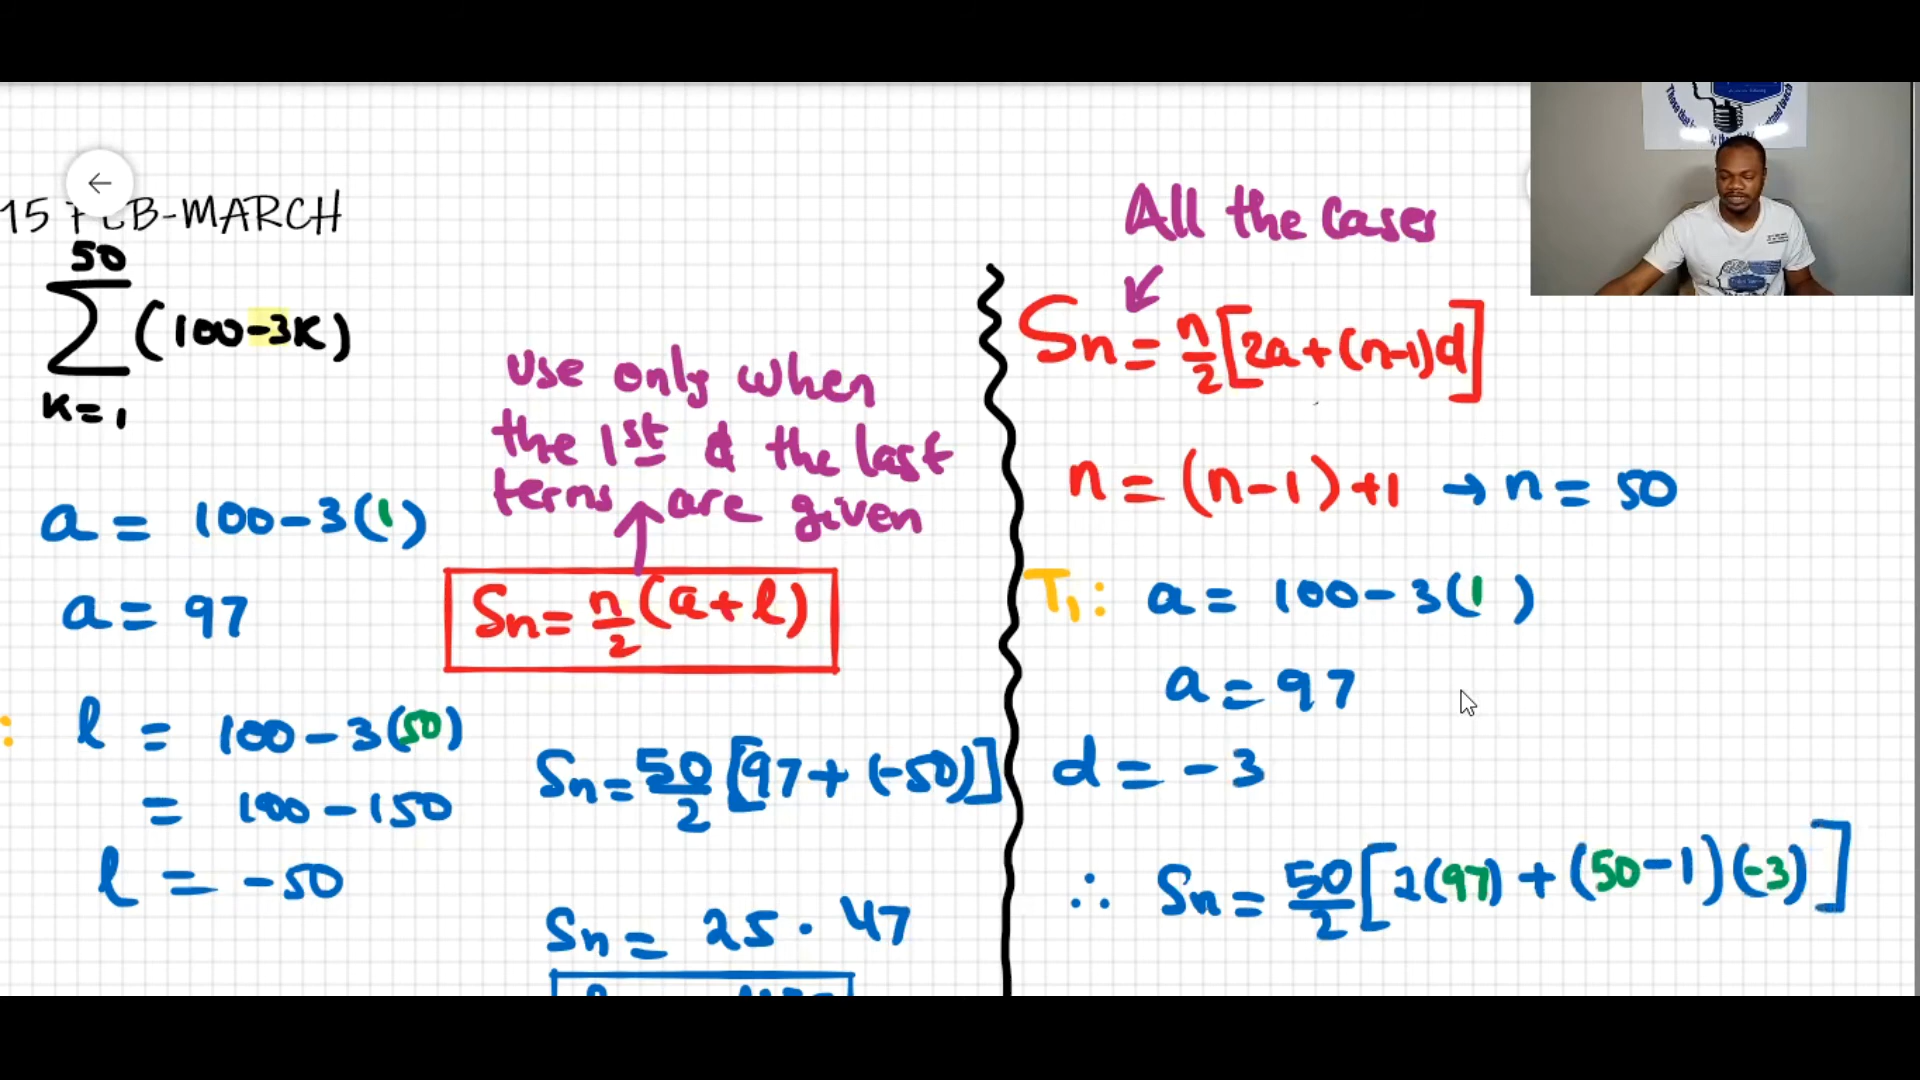 15 FEB-MARCH
50
∑ (100-3K)
K=1
a = 100-3(1)
a = 97
: l = 100-3(50)
= 100-150
l = -50
use only when
the 1st & the last
terms are given
Sn = n/2 (a+l)
Sn = 50/2 [97+(-50)]
Sn = 25 · 47
All the cases
Sn = n/2 [2a+(n-1)d]
n = (n-1)+1 → n = 50
T1: a = 100-3(1)
a = 97
d = -3
∴ Sn = 50/2 [2(97)+(50-1)(-3)]